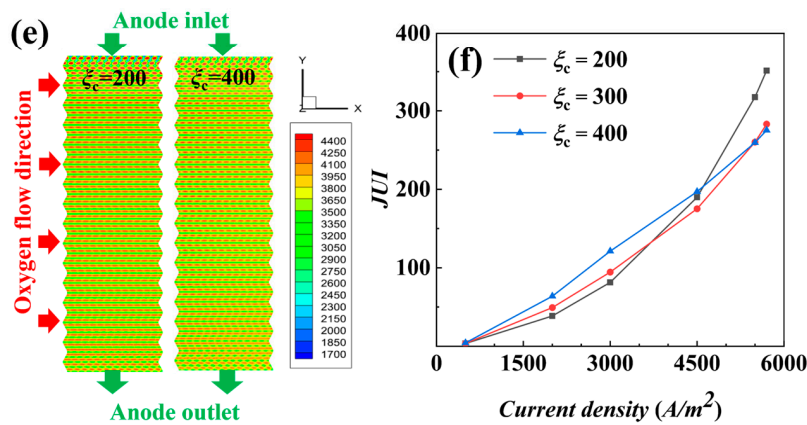 (e)
Anode inlet
ξc=200
ξc=400
Oxygen flow direction
Y
Z
X
4400
4250
4100
3950
3800
3650
3500
3350
3200
3050
2900
2750
2600
2450
2300
2150
2000
1850
1700
Anode outlet
(f)
ξc = 200
ξc = 300
ξc = 400
JUI
400
300
200
100
0
1500
3000
4500
6000
Current density (A/m²)